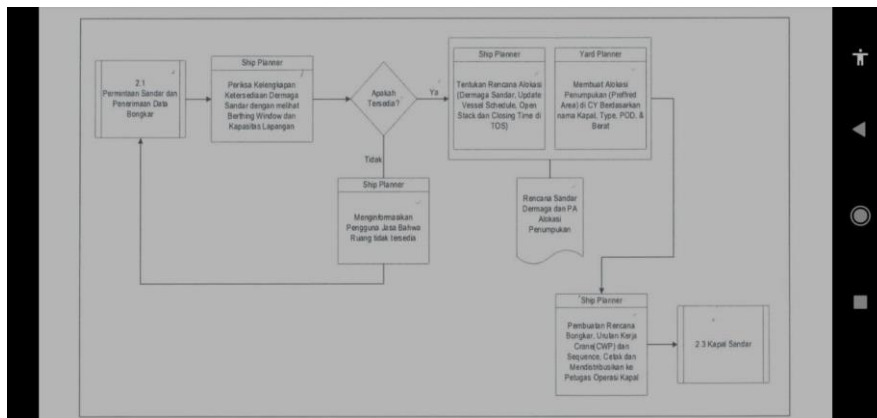 2.1
Permintaan Sandar dan
Penerimaan Data
Bongkar
Ship Planner
Periksa Kelengkapan
Ketersediaan Dermaga
Sandar dengan melihat
Berthing Window dan
Kapasitas Lapangan
Apakah
Tersedia?
Ya
Tidak
Ship Planner
Tentukan Rencana Alokasi
(Dermaga Sandar, Update
Vessel Schedule, Open
Stack dan Closing Time di
TOS)
Yard Planner
Membuat Alokasi
Penumpukan (Preffred
Area) di CY Berdasarkan
nama Kapal, Type, POD, &
Berat
Ship Planner
Menginformasikan
Pengguna Jasa Bahwa
Ruang tidak tersedia
Rencana Sandar
Dermaga dan PA
Alokasi
Penumpukan
Ship Planner
Pembuatan Rencana
Bongkar, Urutan Kerja
Crane(CWP) dan
Sequence, Cetak dan
Mendistribusikan ke
Petugas Operasi Kapal
2.3 Kapal Sandar